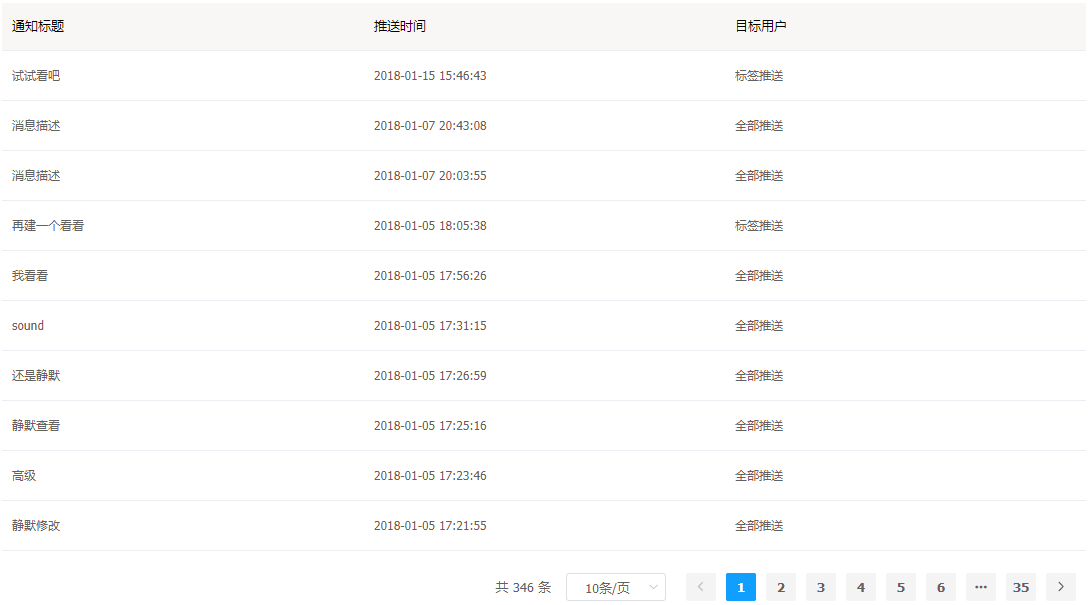 通知标题 推送时间 目标用户
试试看吧 2018-01-15 15:46:43 标签推送
消息描述 2018-01-07 20:43:08 全部推送
消息描述 2018-01-07 20:03:55 全部推送
再建一个看看 2018-01-05 18:05:38 标签推送
我看看 2018-01-05 17:56:26 全部推送
sound 2018-01-05 17:31:15 全部推送
还是静默 2018-01-05 17:26:59 全部推送
静默查看 2018-01-05 17:25:16 全部推送
高级 2018-01-05 17:23:46 全部推送
静默修改 2018-01-05 17:21:55 全部推送
共 346 条 10条/页 1 2 3 4 5 6 ··· 35